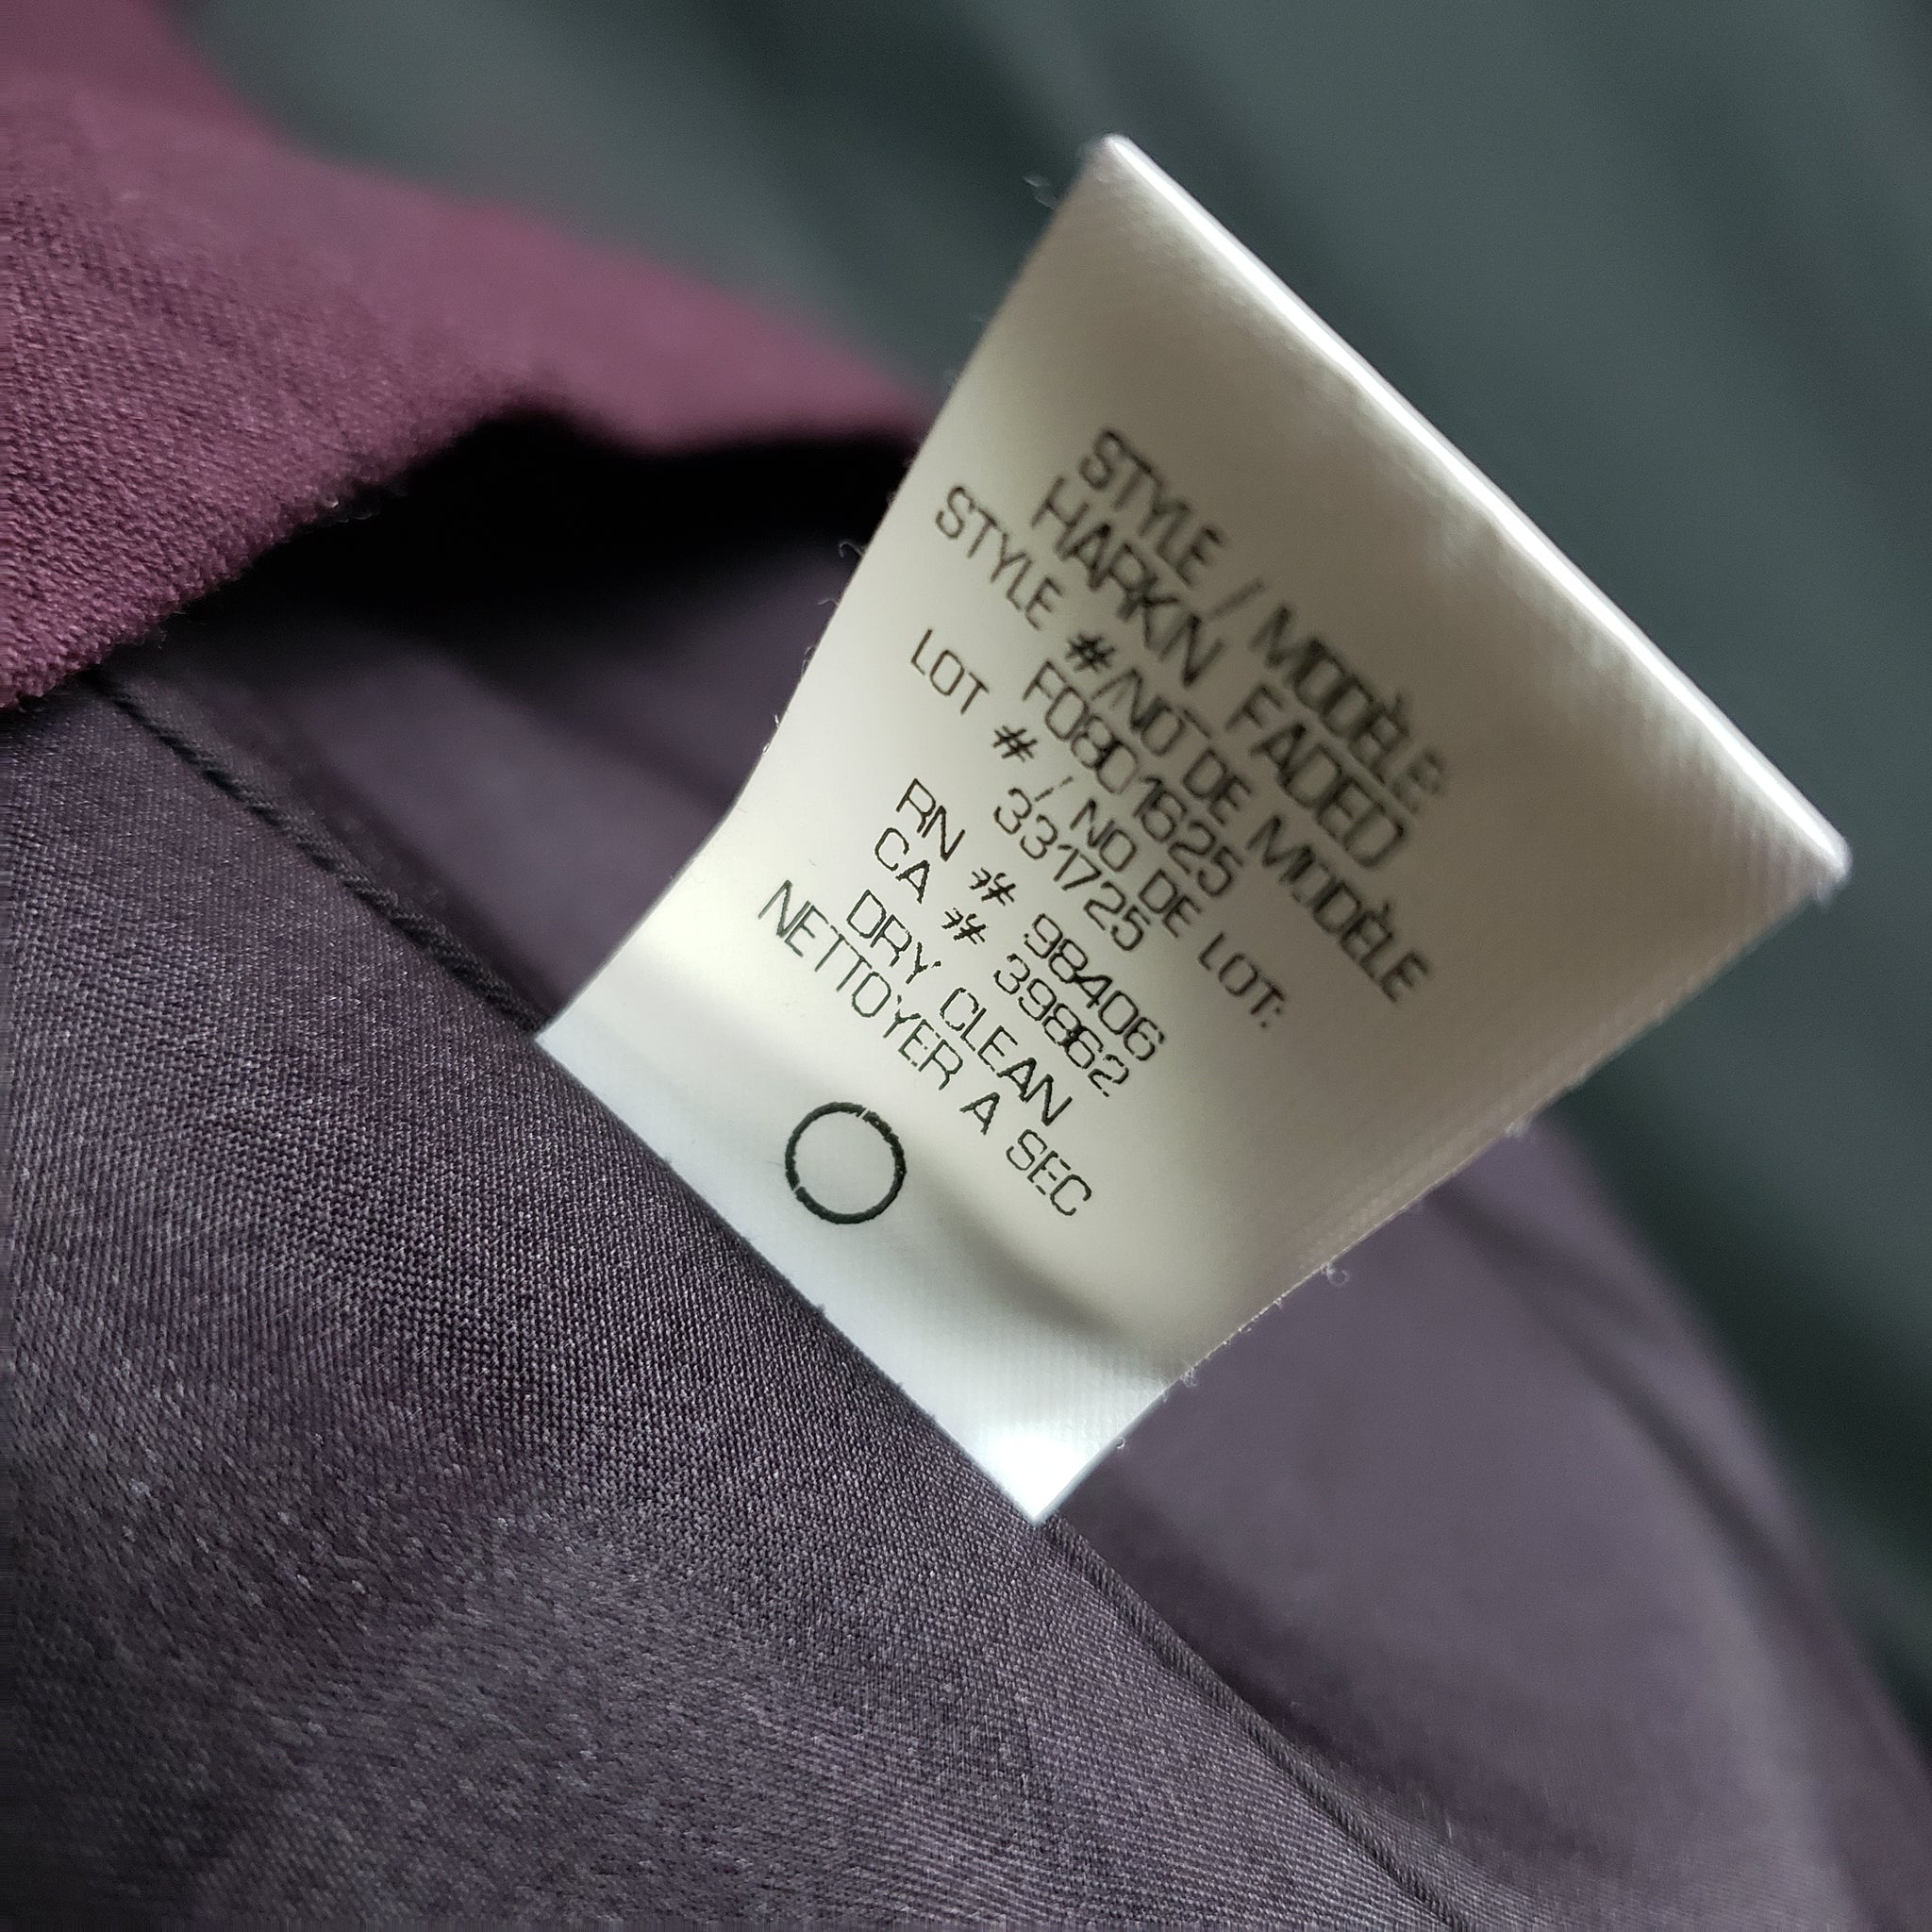 STYLE / MODÈLE:
HARKIN FADED
STYLE #/NO DE MODÈLE
F0801625
LOT # / NO DE LOT:
331725
RN # 98406
CA # 39862
DRY CLEAN
NETTOYER A SEC